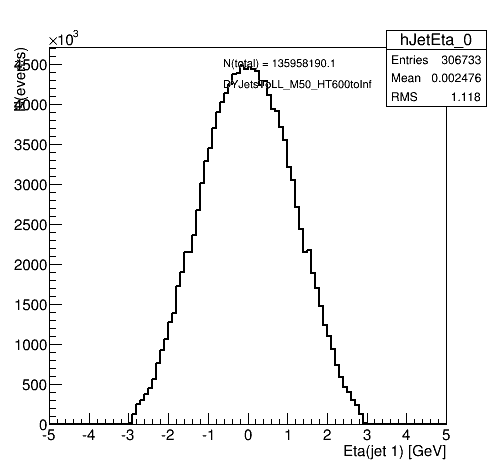 hJetEta_0
Entries 306733
Mean 0.002476
RMS 1.118
×10³
N(events)
N(total) = 135958190.1
DYJetsToLL_M50_HT600toInf
4500
4000
3500
3000
2500
2000
1500
1000
500
0
-5 -4 -3 -2 -1 0 1 2 3 4 5
Eta(jet 1) [GeV]